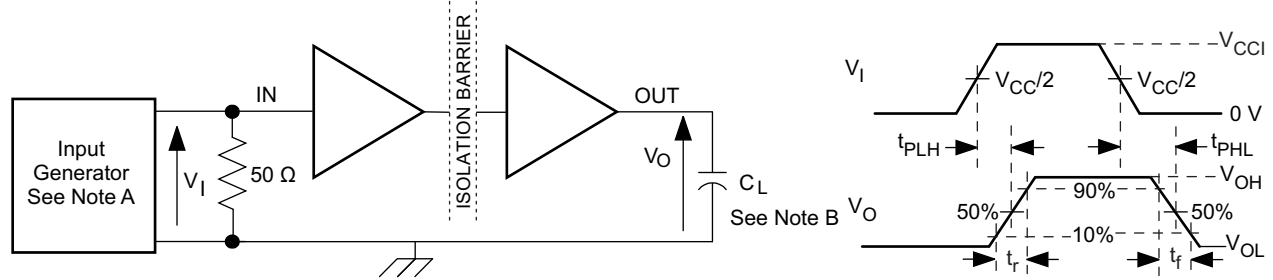 Input
Generator
See Note A
V_I
IN
50 Ω
ISOLATION BARRIER
OUT
V_O
C_L
See Note B
V_I
V_CCI
V_CC/2
V_CC/2
0 V
t_PLH
t_PHL
V_O
V_OH
90%
50%
50%
10%
V_OL
t_r
t_f